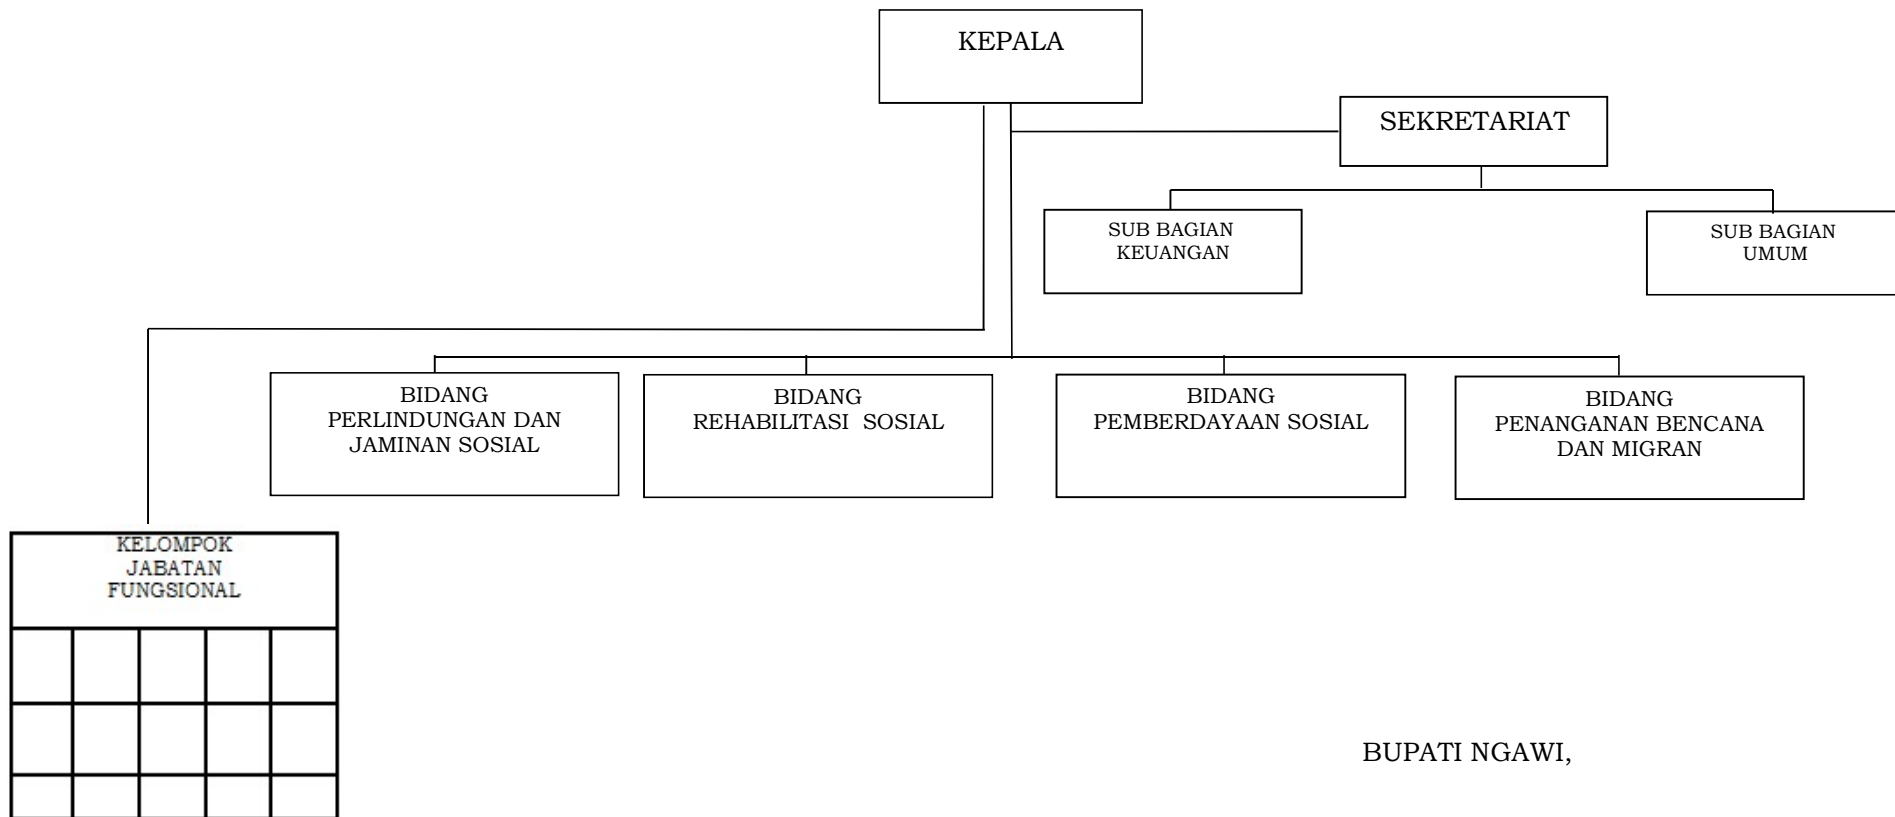 KEPALA
SEKRETARIAT
SUB BAGIAN
KEUANGAN
SUB BAGIAN
UMUM
BIDANG
PERLINDUNGAN DAN
JAMINAN SOSIAL
BIDANG
REHABILITASI SOSIAL
BIDANG
PEMBERDAYAAN SOSIAL
BIDANG
PENANGANAN BENCANA
DAN MIGRAN
KELOMPOK
JABATAN
FUNGSIONAL
BUPATI NGAWI,